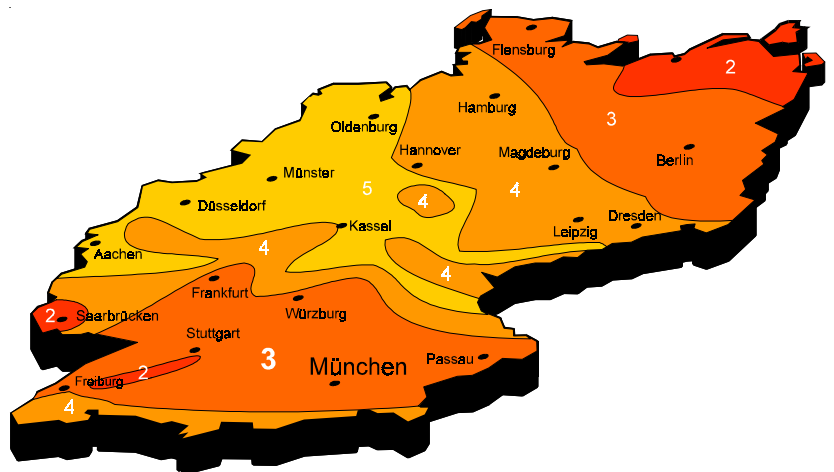 Flensburg
2
Hamburg
3
Oldenburg
Hannover
Magdeburg
Berlin
Münster
5
4
4
Düsseldorf
Kassel
Dresden
Leipzig
4
Aachen
4
Frankfurt
2
Saarbrücken
Würzburg
Stuttgart
3
München
Passau
2
Freiburg
4